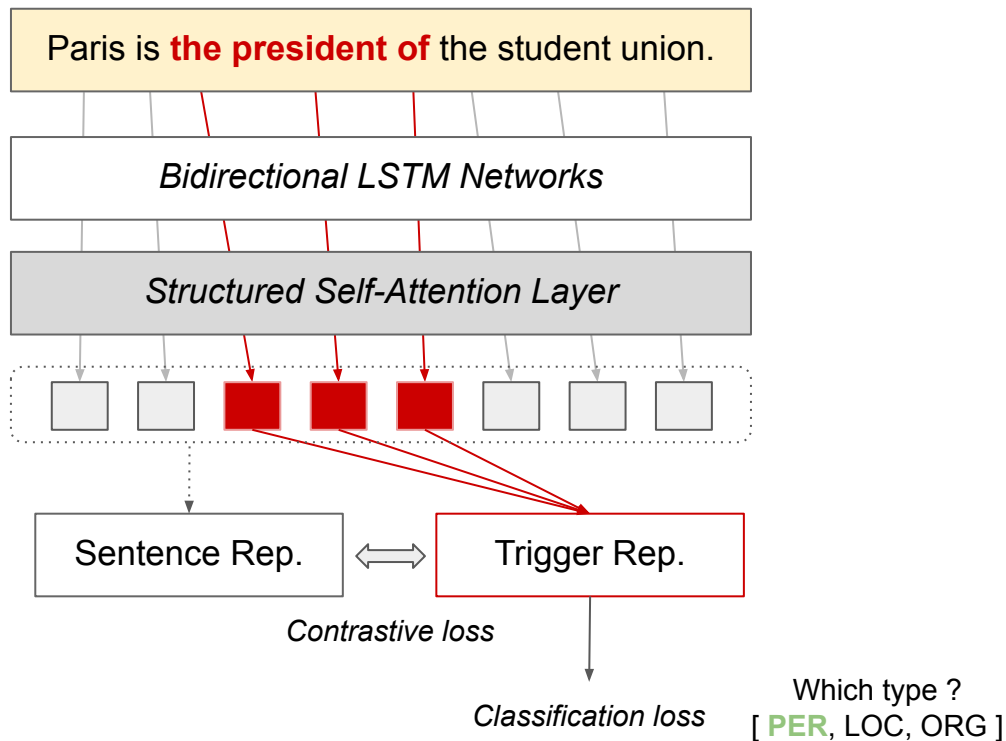 Paris is the president of the student union.
Bidirectional LSTM Networks
Structured Self-Attention Layer
Sentence Rep.
Trigger Rep.
Contrastive loss
Classification loss
Which type ?
[ PER, LOC, ORG ]